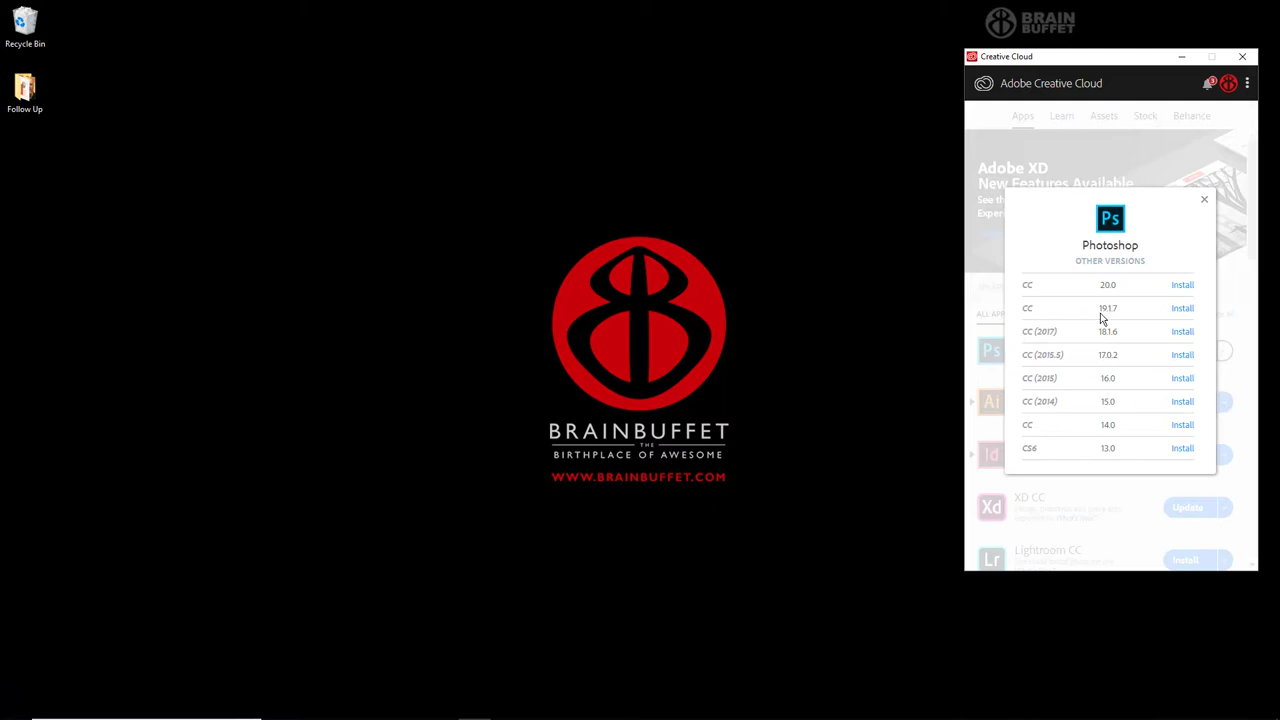 Recycle Bin
Follow Up
BRAINBUFFET
THE
BIRTHPLACE OF AWESOME
WWW.BRAINBUFFET.COM
BRAIN
BUFFET
Creative Cloud
Adobe Creative Cloud
Apps Learn Assets Stock Behance
Adobe XD
New Features Available
See the
Ps
Photoshop
OTHER VERSIONS
CC 20.0 Install
CC 19.1.7 Install
CC (2017) 18.1.6 Install
CC (2015.5) 17.0.2 Install
CC (2015) 16.0 Install
CC (2014) 15.0 Install
CC 14.0 Install
CS6 13.0 Install
ALL APP
Ps
Ai
Id
Xd
XD CC
Update
Lr
Lightroom CC
Install